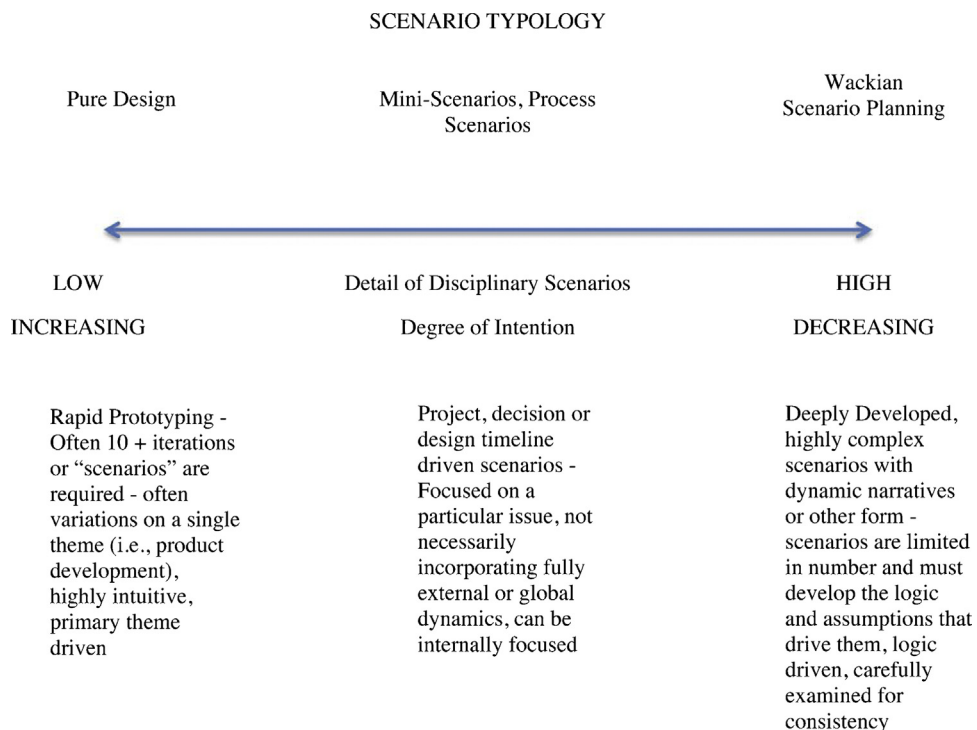 SCENARIO TYPOLOGY
Pure Design
Mini-Scenarios, Process
Scenarios
Wackian
Scenario Planning
LOW
Detail of Disciplinary Scenarios
HIGH
INCREASING
Degree of Intention
DECREASING
Rapid Prototyping -
Often 10 + iterations
or “scenarios” are
required - often
variations on a single
theme (i.e., product
development),
highly intuitive,
primary theme
driven
Project, decision or
design timeline
driven scenarios -
Focused on a
particular issue, not
necessarily
incorporating fully
external or global
dynamics, can be
internally focused
Deeply Developed,
highly complex
scenarios with
dynamic narratives
or other form -
scenarios are limited
in number and must
develop the logic
and assumptions that
drive them, logic
driven, carefully
examined for
consistency